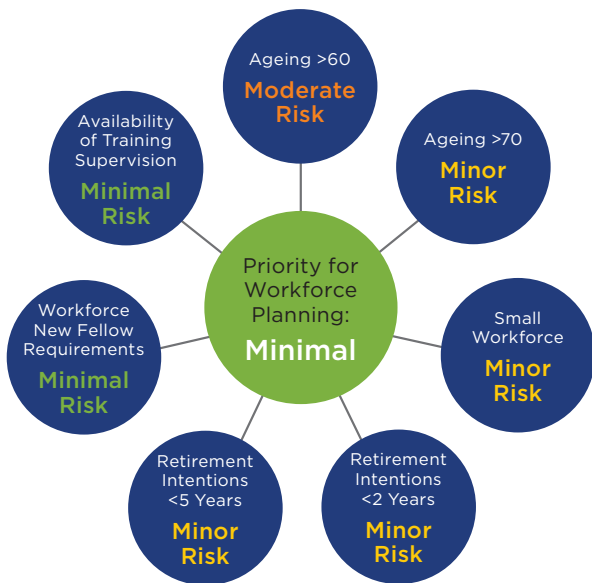 Ageing >60
Moderate
Risk
Ageing >70
Minor
Risk
Small
Workforce
Minor
Risk
Retirement
Intentions
<2 Years
Minor
Risk
Retirement
Intentions
<5 Years
Minor
Risk
Workforce
New Fellow
Requirements
Minimal
Risk
Availability
of Training
Supervision
Minimal
Risk
Priority for
Workforce
Planning:
Minimal